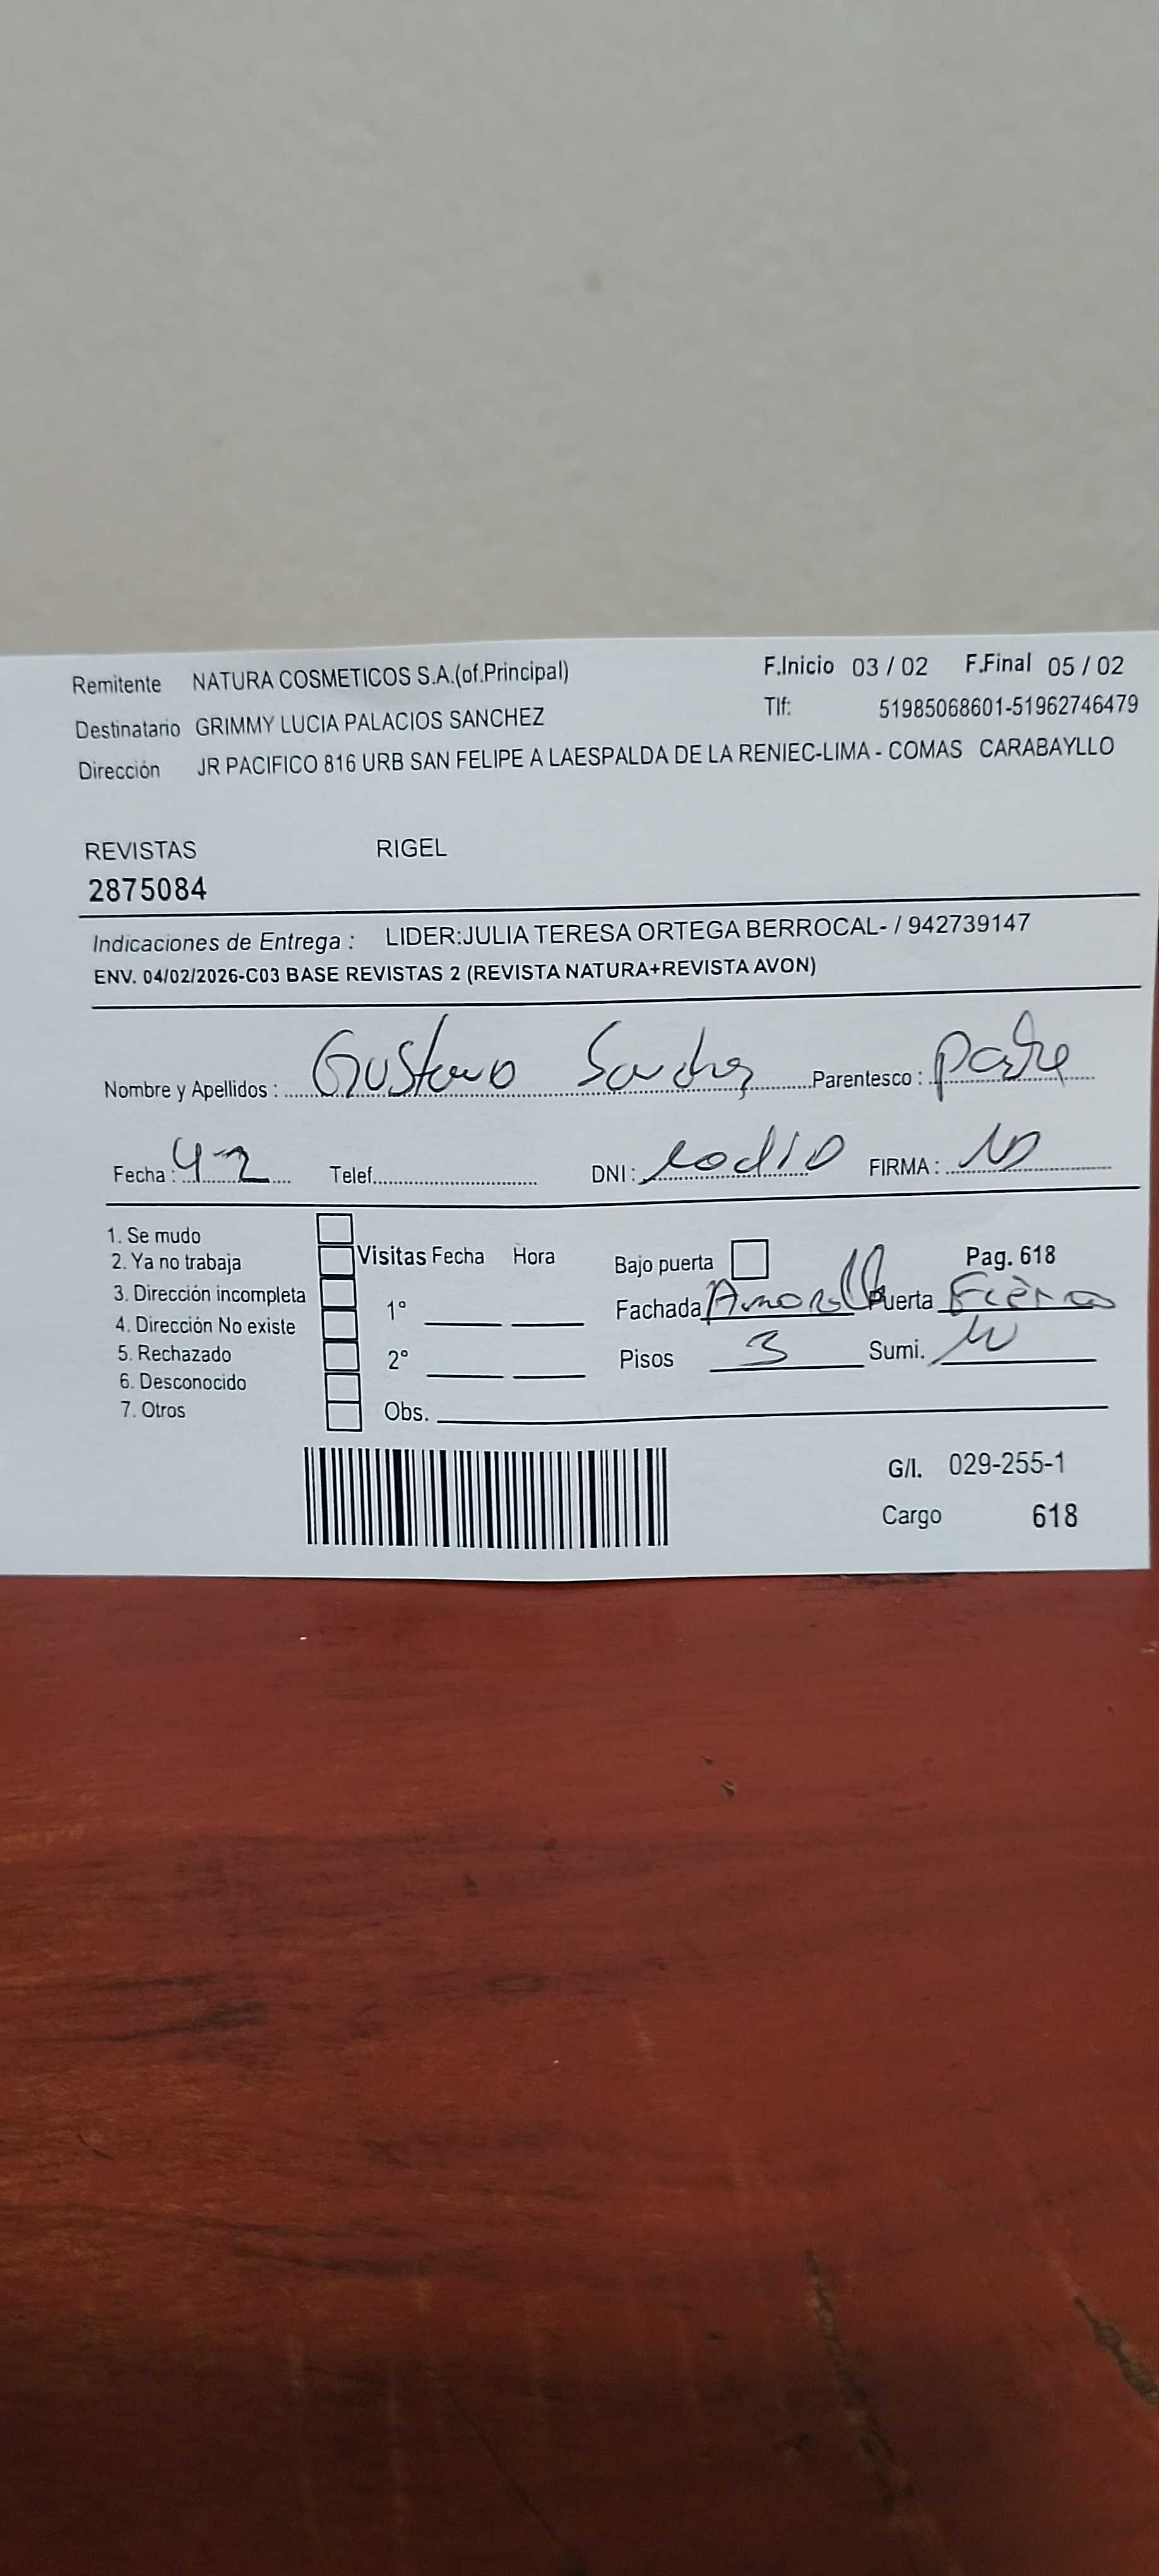 Remitente NATURA COSMETICOS S.A.(of.Principal) F.Inicio 03 / 02 F.Final 05 / 02
Destinatario GRIMMY LUCIA PALACIOS SANCHEZ Tlf: 51985068601-51962746479
Dirección JR PACIFICO 816 URB SAN FELIPE A LAESPALDA DE LA RENIEC-LIMA - COMAS CARABAYLLO
REVISTAS RIGEL
2875084
Indicaciones de Entrega : LIDER:JULIA TERESA ORTEGA BERROCAL- / 942739147
ENV. 04/02/2026-C03 BASE REVISTAS 2 (REVISTA NATURA+REVISTA AVON)
Nombre y Apellidos : Gustavo Sanchez Parentesco : padre
Fecha : 4-2 Telef. DNI : FIRMA :
1. Se mudo
2. Ya no trabaja Visitas Fecha Hora Bajo puerta Pag. 618
3. Dirección incompleta 1° Fachada Amarilla Puerta Fierro
4. Dirección No existe
5. Rechazado 2° Pisos 3 Sumi.
6. Desconocido
7. Otros Obs.
G/I. 029-255-1
Cargo 618